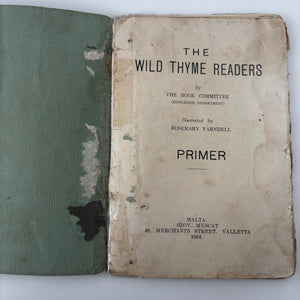 THE
WILD THYME READERS
by
THE BOOK COMMITTEE
(EDUCATION DEPARTMENT)
Illustrated by
ROSEMARY FARNDELL
PRIMER
MALTA:
GIOV. MUSCAT
48, MERCHANTS STREET, VALLETTA
1954.